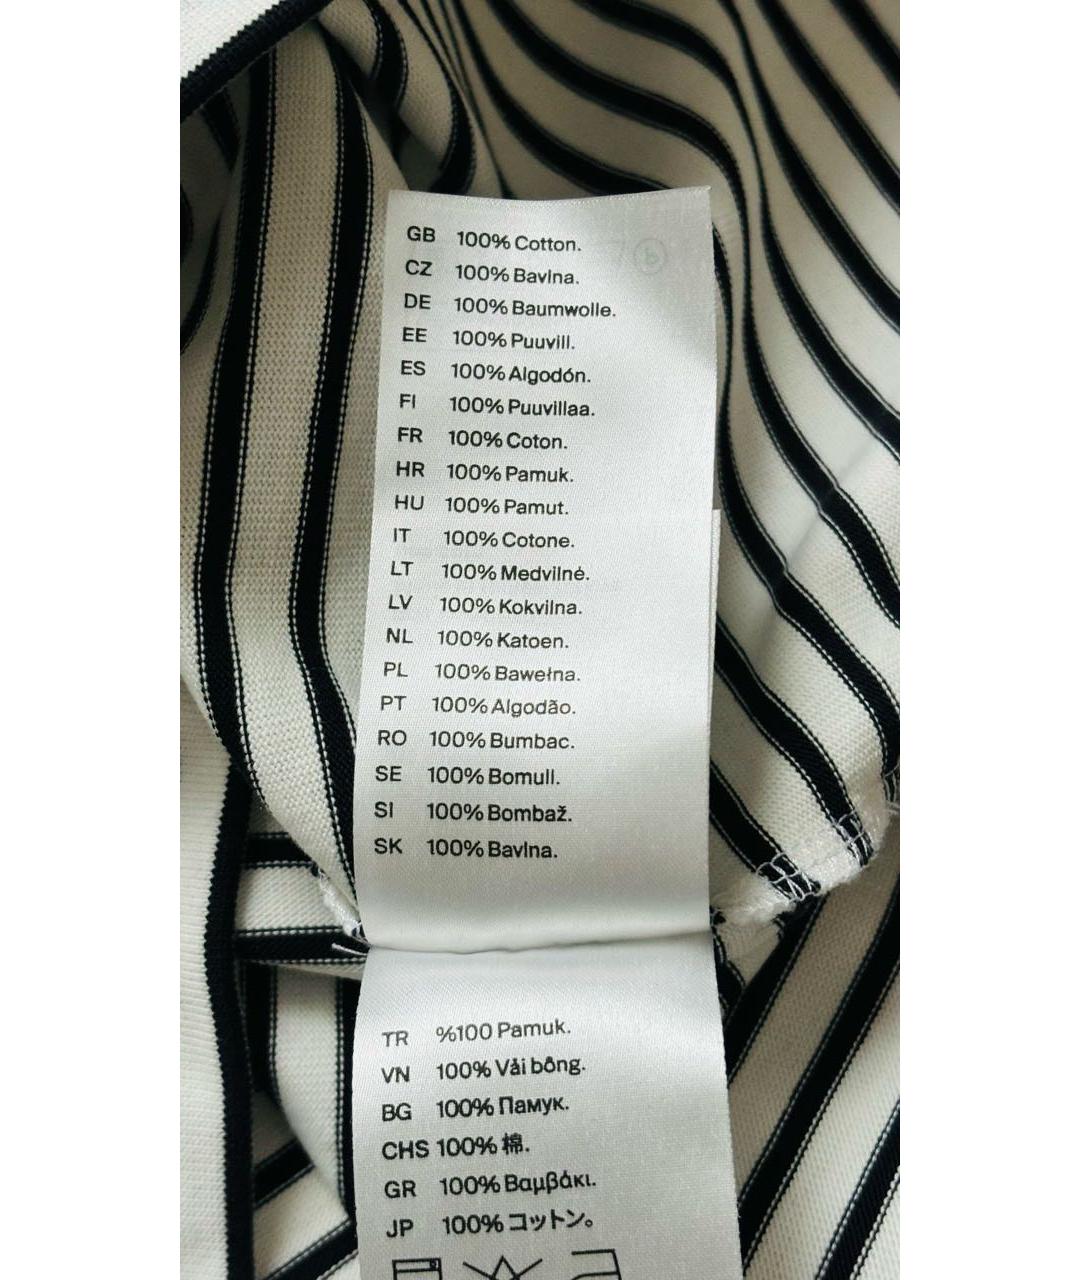 GB 100% Cotton.
CZ 100% Bavlna.
DE 100% Baumwolle.
EE 100% Puuvill.
ES 100% Algodón.
FI 100% Puuvillaa.
FR 100% Coton.
HR 100% Pamuk.
HU 100% Pamut.
IT 100% Cotone.
LT 100% Medvilnė.
LV 100% Kokvilna.
NL 100% Katoen.
PL 100% Bawełna.
PT 100% Algodão.
RO 100% Bumbac.
SE 100% Bomull.
SI 100% Bombaž.
SK 100% Bavlna.
TR %100 Pamuk.
VN 100% Vải bông.
BG 100% Памук.
CHS 100% 棉.
GR 100% Βαμβάκι.
JP 100% コットン。